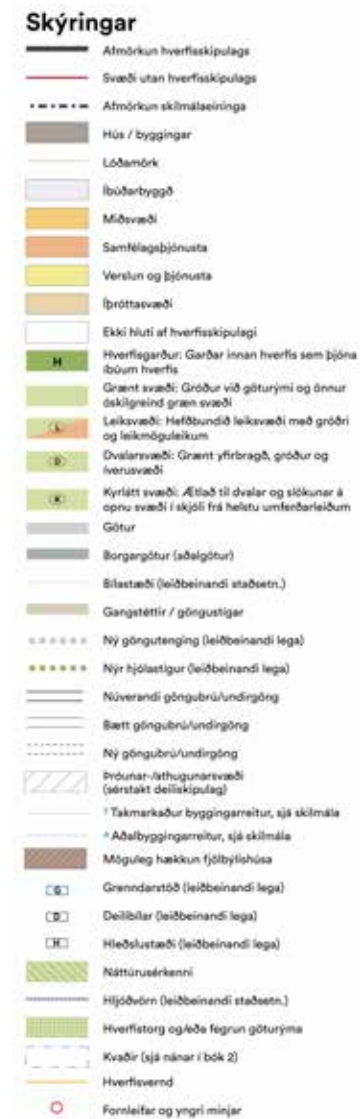 Skýringar
Afmörkun hverfisskipulags
Svæði utan hverfisskipulags
Afmörkun skilmálaeininga
Hús / byggingar
Lóðamörk
Íbúðarbyggð
Miðsvæði
Samfélagsþjónusta
Verslun og þjónusta
Íþróttasvæði
Ekki hluti af hverfisskipulagi
H
Hverfisgarður: Garðar innan hverfis sem þjóna
íbúum hverfis
Grænt svæði: Gróður við göturými og önnur
óskilgreind græn svæði
L
Leiksvæði: Hefðbundið leiksvæði með gróðri
og leikmöguleikum
D
Dvalarsvæði: Grænt yfirbragð, gróður og
íverusvæði
K
Kyrlátt svæði: Ætlað til dvalar og slökunar á
opnu svæði í skjóli frá helstu umferðarleiðum
Götur
Borgargötur (aðalgötur)
Bílastæði (leiðbeinandi staðsetn.)
Gangstéttir / göngustígar
Ný göngutenging (leiðbeinandi lega)
Nýr hjólastígur (leiðbeinandi lega)
Núverandi göngubrú/undirgöng
Bætt göngubrú/undirgöng
Ný göngubrú/undirgöng
Þróunar-/athugunarsvæði
(sérstakt deiliskipulag)
Takmarkaður byggingarreitur, sjá skilmála
Aðalbyggingarreitur, sjá skilmála
Möguleg hækkun fjölbýlishúsa
G Grenndarstöð (leiðbeinandi lega)
D Deilibílar (leiðbeinandi lega)
H Hleðslustæði (leiðbeinandi lega)
Náttúrusérkenni
Hljóðvörn (leiðbeinandi staðsetn.)
Hverfistorg og/eða fegrun göturýma
Kvaðir (sjá nánar í bók 2)
Hverfisvernd
Fornleifar og yngri minjar